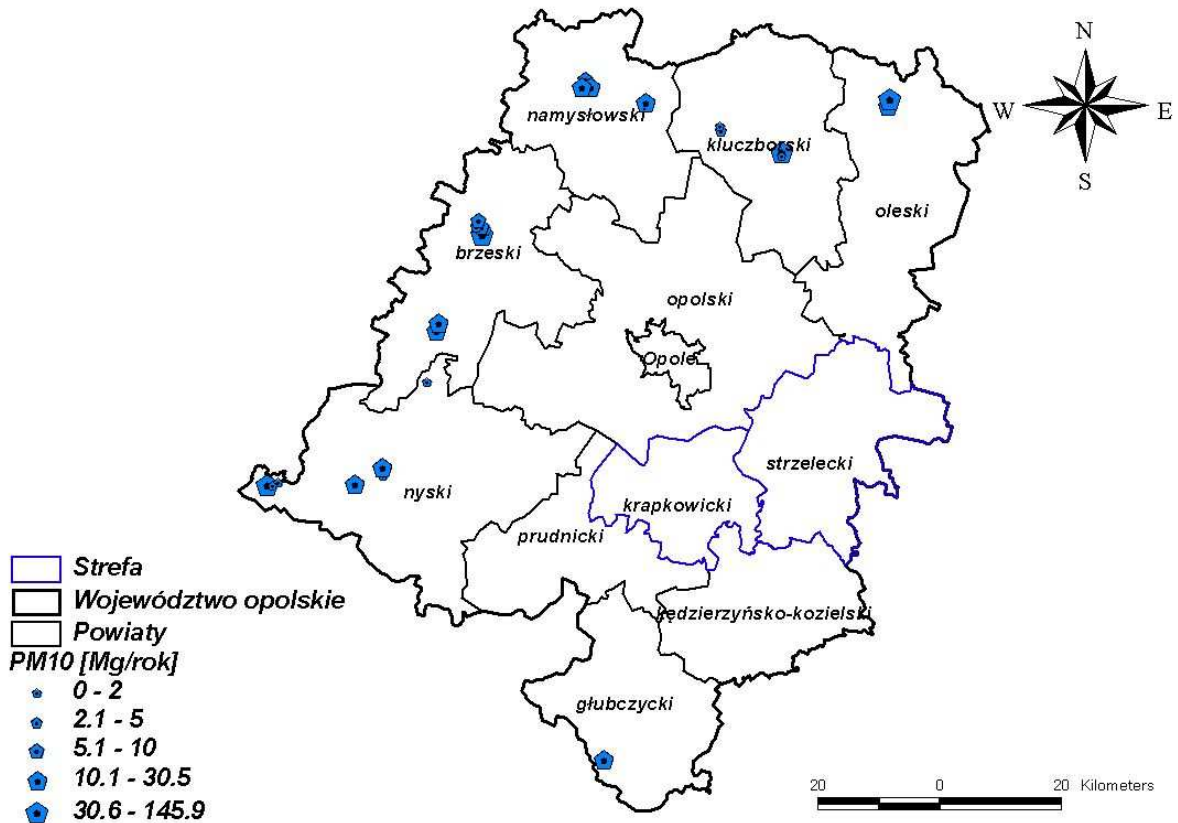 N
W
E
S
namysłowski
kluczborski
oleski
brzeski
opolski
Opole
strzelecki
nyski
krapkowicki
prudnicki
kędzierzyńsko-kozielski
głubczycki
Strefa
Województwo opolskie
Powiaty
PM10 [Mg/rok]
0 - 2
2.1 - 5
5.1 - 10
10.1 - 30.5
30.6 - 145.9
20 0 20 Kilometers